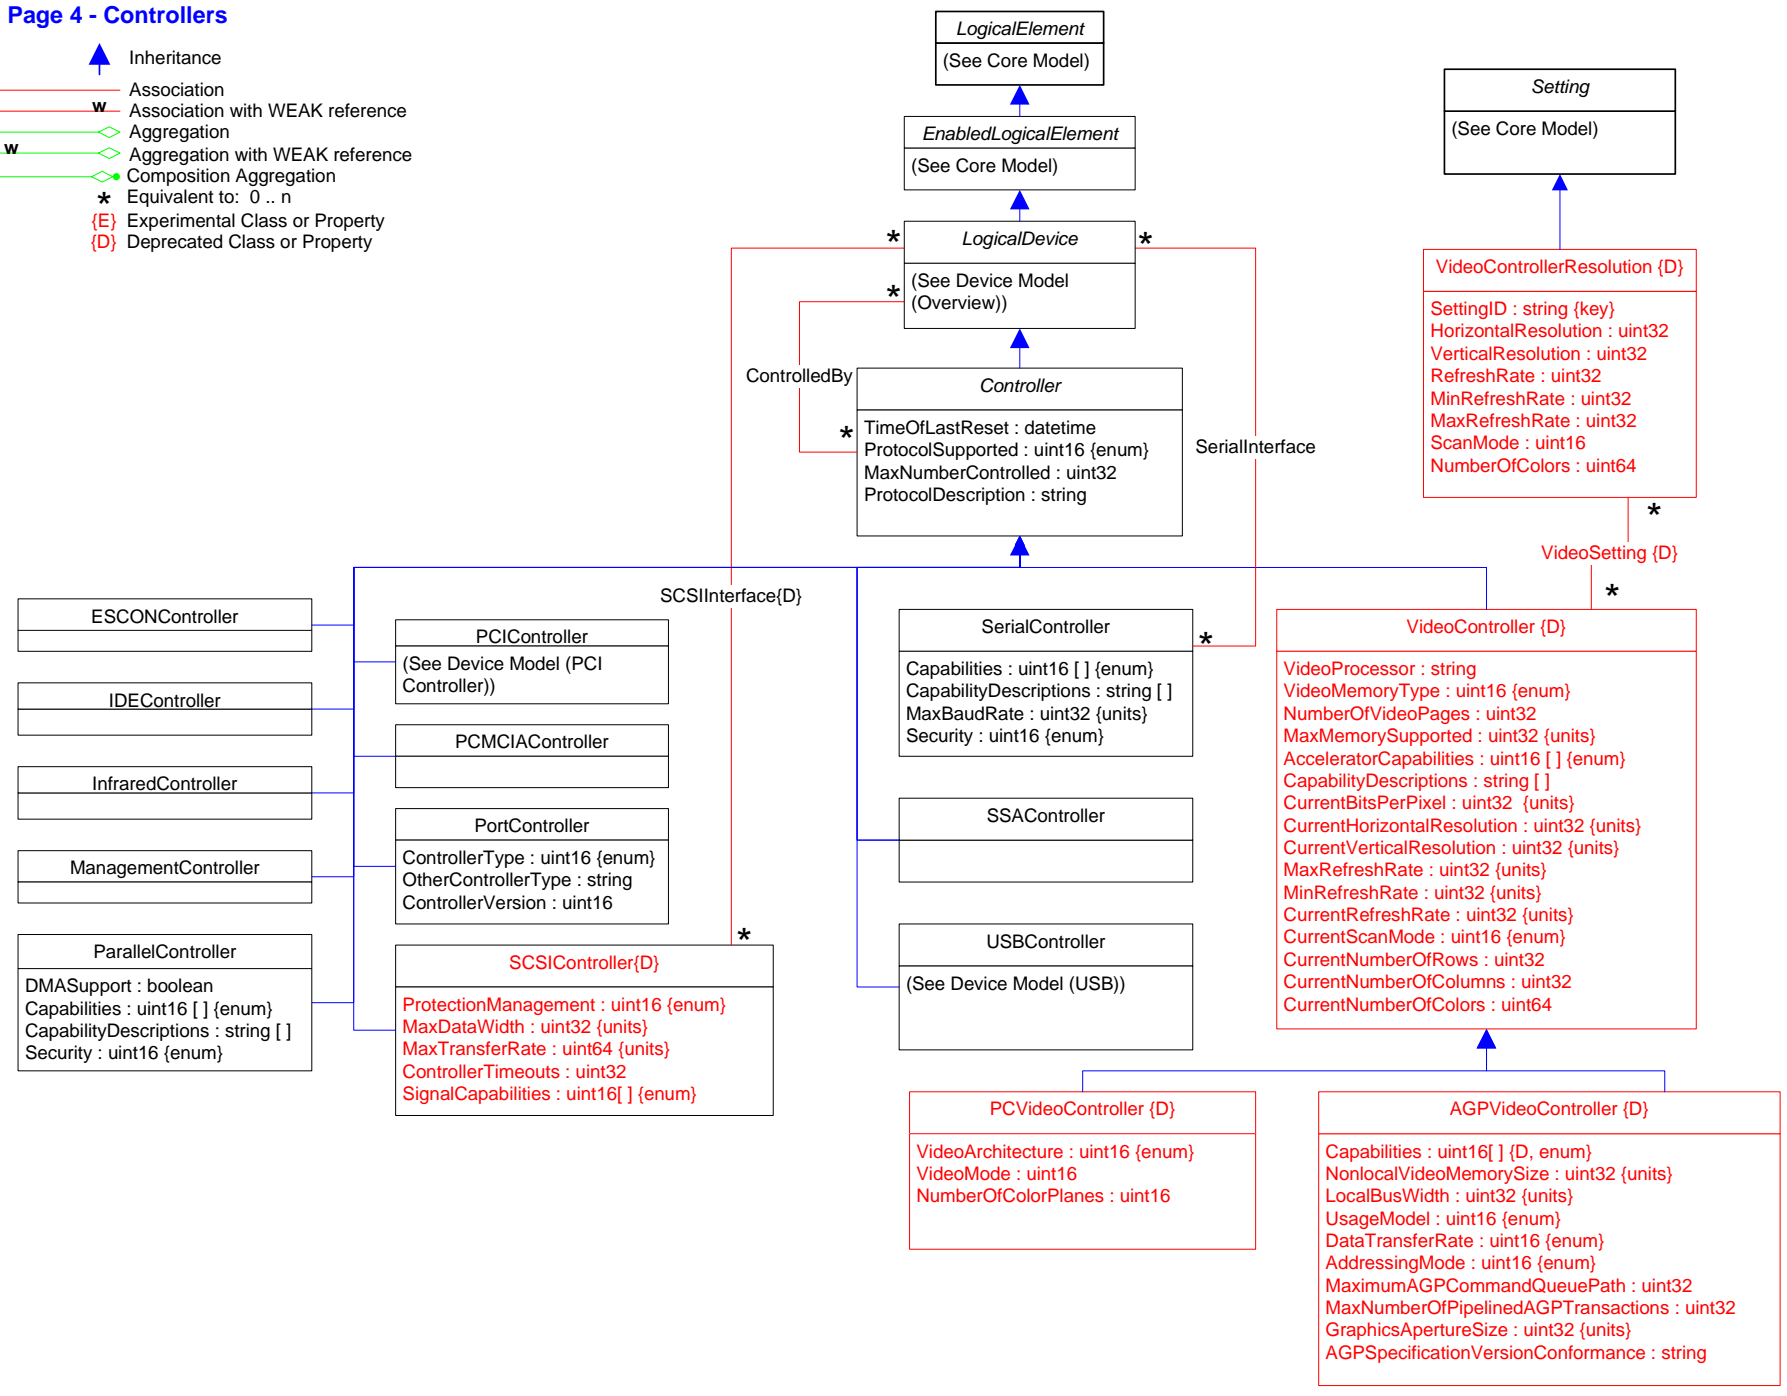 Page 4 - Controllers
Inheritance
Association
w
Association with WEAK reference
Aggregation
w
Aggregation with WEAK reference
Composition Aggregation
* Equivalent to: 0 .. n
{E} Experimental Class or Property
{D} Deprecated Class or Property
LogicalElement
(See Core Model)
EnabledLogicalElement
(See Core Model)
*
LogicalDevice
*
(See Device Model
(Overview))
*
ControlledBy
*
Controller
TimeOfLastReset : datetime
ProtocolSupported : uint16 {enum}
MaxNumberControlled : uint32
ProtocolDescription : string
SerialInterface
Setting
(See Core Model)
VideoControllerResolution {D}
SettingID : string {key}
HorizontalResolution : uint32
VerticalResolution : uint32
RefreshRate : uint32
MinRefreshRate : uint32
MaxRefreshRate : uint32
ScanMode : uint16
NumberOfColors : uint64
*
VideoSetting {D}
*
SCSIInterface{D}
ESCONController
IDEController
InfraredController
ManagementController
ParallelController
DMASupport : boolean
Capabilities : uint16 [ ] {enum}
CapabilityDescriptions : string [ ]
Security : uint16 {enum}
PCIController
(See Device Model (PCI
Controller))
PCMCIAController
PortController
ControllerType : uint16 {enum}
OtherControllerType : string
ControllerVersion : uint16
*
SCSIController{D}
ProtectionManagement : uint16 {enum}
MaxDataWidth : uint32 {units}
MaxTransferRate : uint64 {units}
ControllerTimeouts : uint32
SignalCapabilities : uint16[ ] {enum}
SerialController
*
Capabilities : uint16 [ ] {enum}
CapabilityDescriptions : string [ ]
MaxBaudRate : uint32 {units}
Security : uint16 {enum}
SSAController
USBController
(See Device Model (USB))
VideoController {D}
VideoProcessor : string
VideoMemoryType : uint16 {enum}
NumberOfVideoPages : uint32
MaxMemorySupported : uint32 {units}
AcceleratorCapabilities : uint16 [ ] {enum}
CapabilityDescriptions : string [ ]
CurrentBitsPerPixel : uint32 {units}
CurrentHorizontalResolution : uint32 {units}
CurrentVerticalResolution : uint32 {units}
MaxRefreshRate : uint32 {units}
MinRefreshRate : uint32 {units}
CurrentRefreshRate : uint32 {units}
CurrentScanMode : uint16 {enum}
CurrentNumberOfRows : uint32
CurrentNumberOfColumns : uint32
CurrentNumberOfColors : uint64
PCVideoController {D}
VideoArchitecture : uint16 {enum}
VideoMode : uint16
NumberOfColorPlanes : uint16
AGPVideoController {D}
Capabilities : uint16[ ] {D, enum}
NonlocalVideoMemorySize : uint32 {units}
LocalBusWidth : uint32 {units}
UsageModel : uint16 {enum}
DataTransferRate : uint16 {enum}
AddressingMode : uint16 {enum}
MaximumAGPCommandQueuePath : uint32
MaxNumberOfPipelinedAGPTransactions : uint32
GraphicsApertureSize : uint32 {units}
AGPSpecificationVersionConformance : string